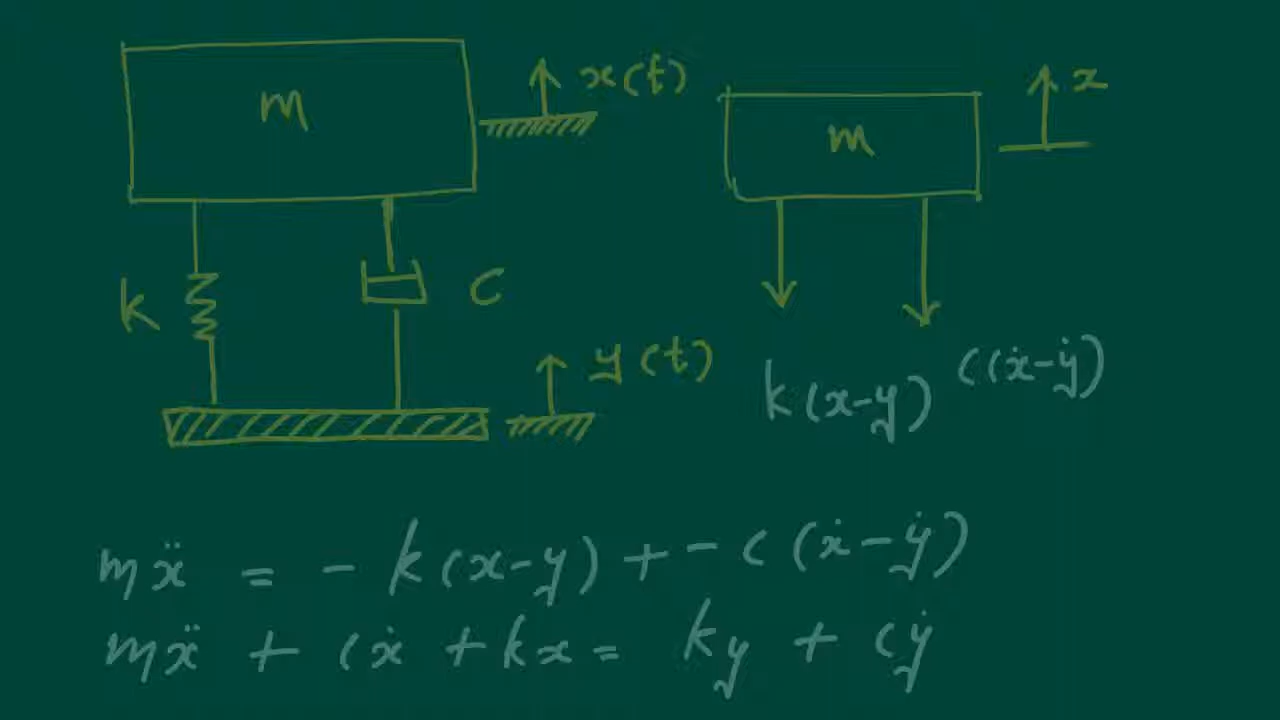 m
x(t)
k
c
y(t)
m
x
k(x-y)
c(ẋ-ẏ)
mẍ = - k(x-y) + - c(ẋ-ẏ)
mẍ + cẋ + kx = ky + cẏ